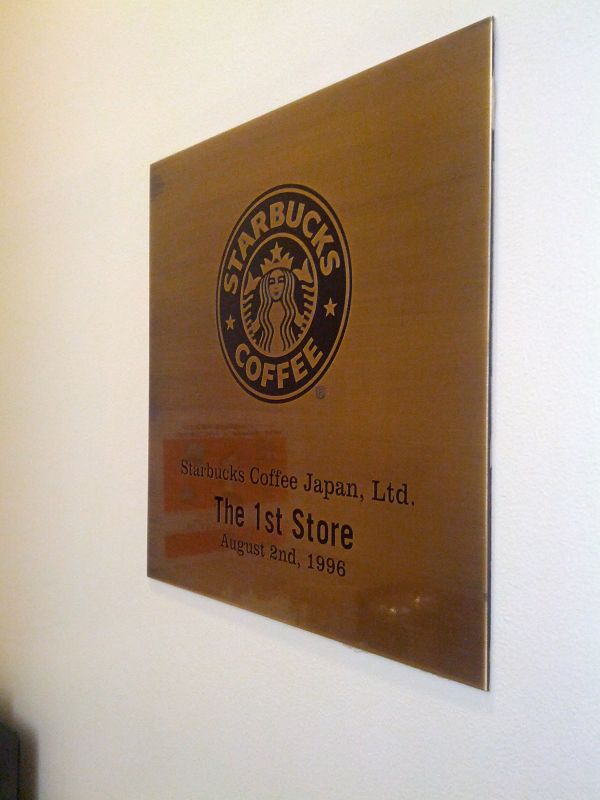 STARBUCKS
COFFEE
®
Starbucks Coffee Japan, Ltd.
The 1st Store
August 2nd, 1996